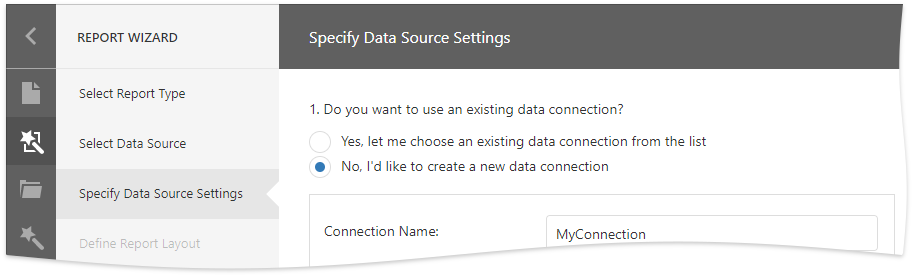 REPORT WIZARD
Specify Data Source Settings
Select Report Type
Select Data Source
Specify Data Source Settings
Define Report Layout
1. Do you want to use an existing data connection?
Yes, let me choose an existing data connection from the list
No, I'd like to create a new data connection
Connection Name:
MyConnection